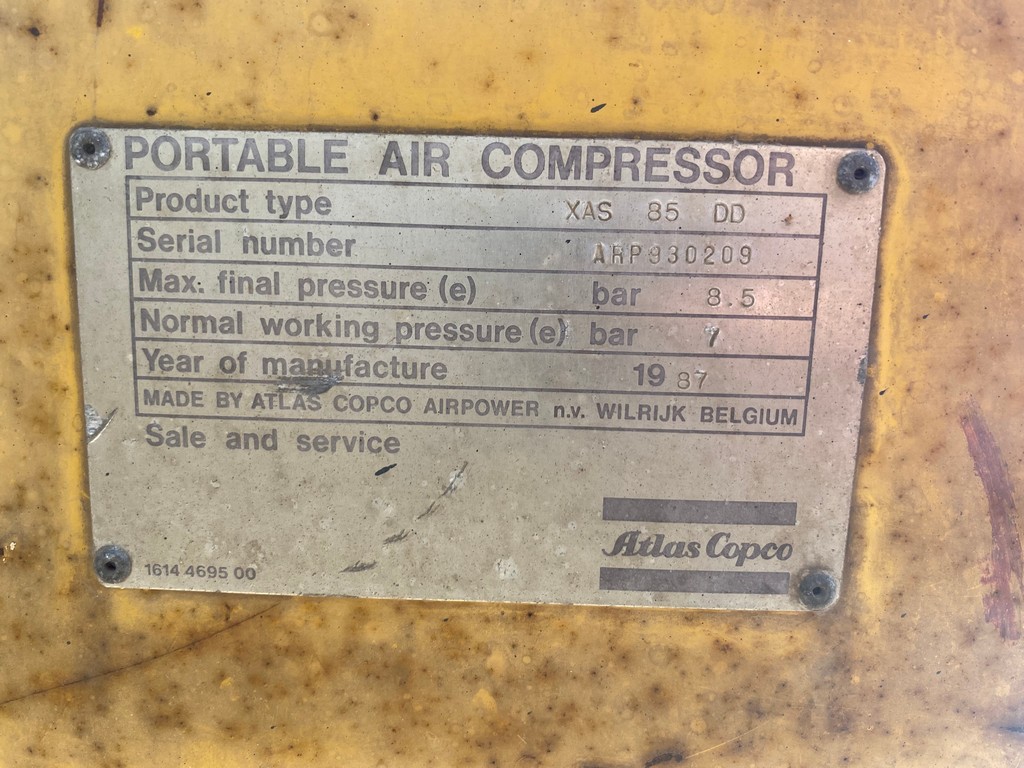 PORTABLE AIR COMPRESSOR
Product type XAS 85 DD
Serial number ARP930209
Max. final pressure (e) bar 8.5
Normal working pressure (e) bar 7
Year of manufacture 19 87
MADE BY ATLAS COPCO AIRPOWER n.v. WILRIJK BELGIUM
Sale and service
Atlas Copco
1614 4695 00